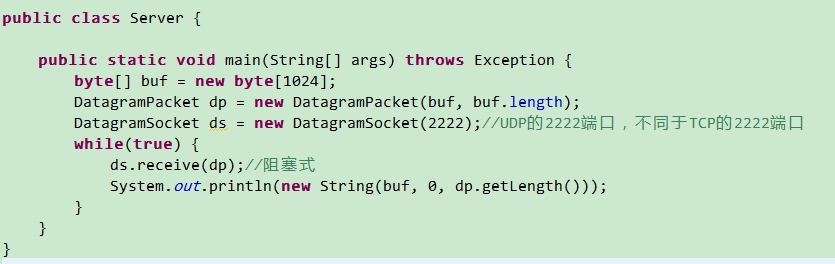 public class Server {
public static void main(String[] args) throws Exception {
byte[] buf = new byte[1024];
DatagramPacket dp = new DatagramPacket(buf, buf.length);
DatagramSocket ds = new DatagramSocket(2222);//UDP的2222端口，不同于TCP的2222端口
while(true) {
ds.receive(dp);//阻塞式
System.out.println(new String(buf, 0, dp.getLength()));
}
}
}